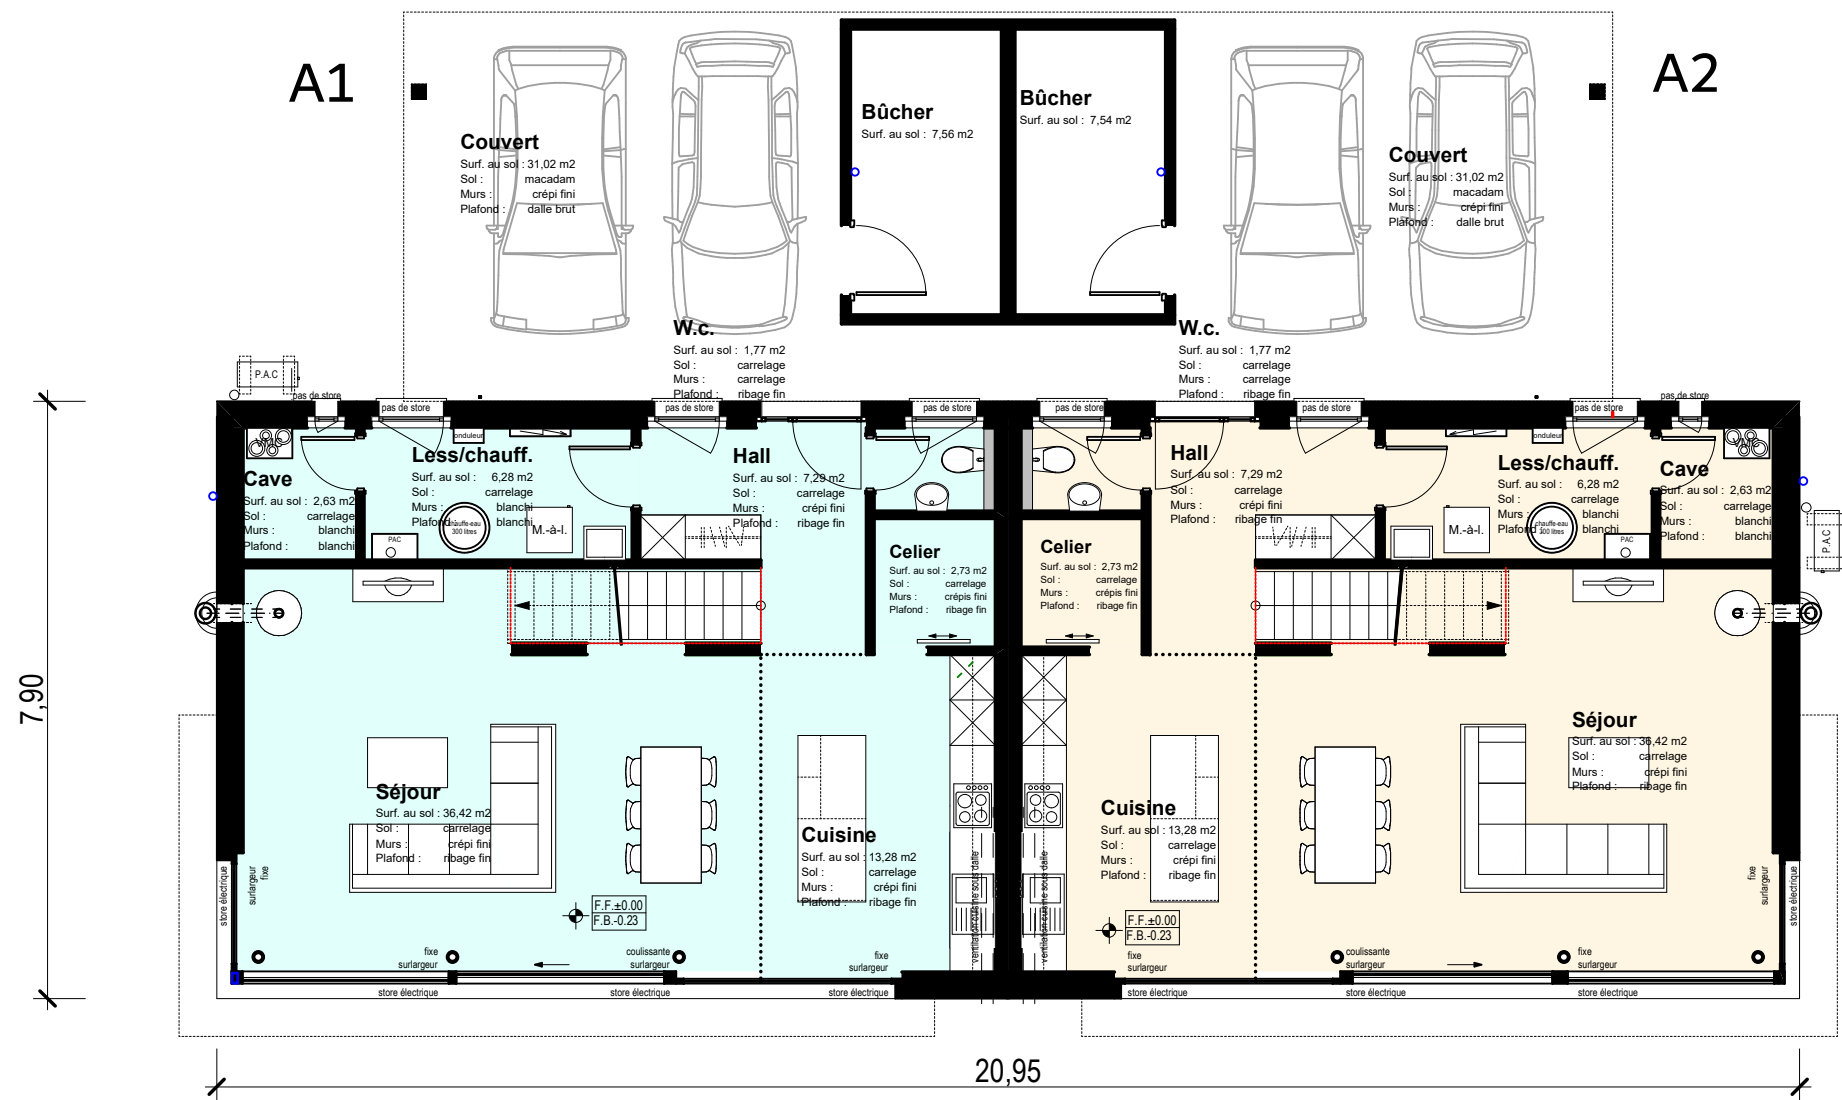 A1
A2
Couvert
Surf. au sol : 31,02 m2
Sol : macadam
Murs : crépi fini
Plafond : dalle brut
Bûcher
Surf. au sol : 7,56 m2
Bûcher
Surf. au sol : 7,54 m2
Couvert
Surf. au sol : 31,02 m2
Sol : macadam
Murs : crépi fini
Plafond : dalle brut
W.c.
Surf. au sol : 1,77 m2
Sol : carrelage
Murs : carrelage
Plafond : ribage fin
W.c.
Surf. au sol : 1,77 m2
Sol : carrelage
Murs : carrelage
Plafond : ribage fin
P.A.C
pas de store
pas de store
pas de store
pas de store
pas de store
pas de store
pas de store
pas de store
Cave
Surf. au sol : 2,63 m2
Sol : carrelage
Murs : blanchi
Plafond : blanchi
Less/chauff.
Surf. au sol : 6,28 m2
Sol : carrelage
Murs : blanchi
Plafond : blanchi
onduleur
chauffe-eau
300 litres
PAC
M.-à-l.
Hall
Surf. au sol : 7,29 m2
Sol : carrelage
Murs : crépi fini
Plafond : ribage fin
Celier
Surf. au sol : 2,73 m2
Sol : carrelage
Murs : crépis fini
Plafond : ribage fin
Celier
Surf. au sol : 2,73 m2
Sol : carrelage
Murs : crépis fini
Plafond : ribage fin
Hall
Surf. au sol : 7,29 m2
Sol : carrelage
Murs : crépi fini
Plafond : ribage fin
Less/chauff.
Surf. au sol : 6,28 m2
Sol : carrelage
Murs : blanchi
Plafond : blanchi
onduleur
M.-à-l.
chauffe-eau
300 litres
PAC
Cave
Surf. au sol : 2,63 m2
Sol : carrelage
Murs : blanchi
Plafond : blanchi
P.A.C
7,90
Séjour
Surf. au sol : 36,42 m2
Sol : carrelage
Murs : crépi fini
Plafond : ribage fin
Cuisine
Surf. au sol : 13,28 m2
Sol : carrelage
Murs : crépi fini
Plafond : ribage fin
Cuisine
Surf. au sol : 13,28 m2
Sol : carrelage
Murs : crépi fini
Plafond : ribage fin
Séjour
Surf. au sol : 36,42 m2
Sol : carrelage
Murs : crépi fini
Plafond : ribage fin
F.F.±0.00
F.B.-0.23
F.F.±0.00
F.B.-0.23
ventilation cuisine sous dalle
ventilation cuisine sous dalle
store électrique
surlargeur
fixe
fixe
surlargeur
coulissante
surlargeur
fixe
surlargeur
fixe
surlargeur
coulissante
surlargeur
fixe
surlargeur
fixe
surlargeur
store électrique
store électrique
store électrique
store électrique
store électrique
store électrique
store électrique
20,95